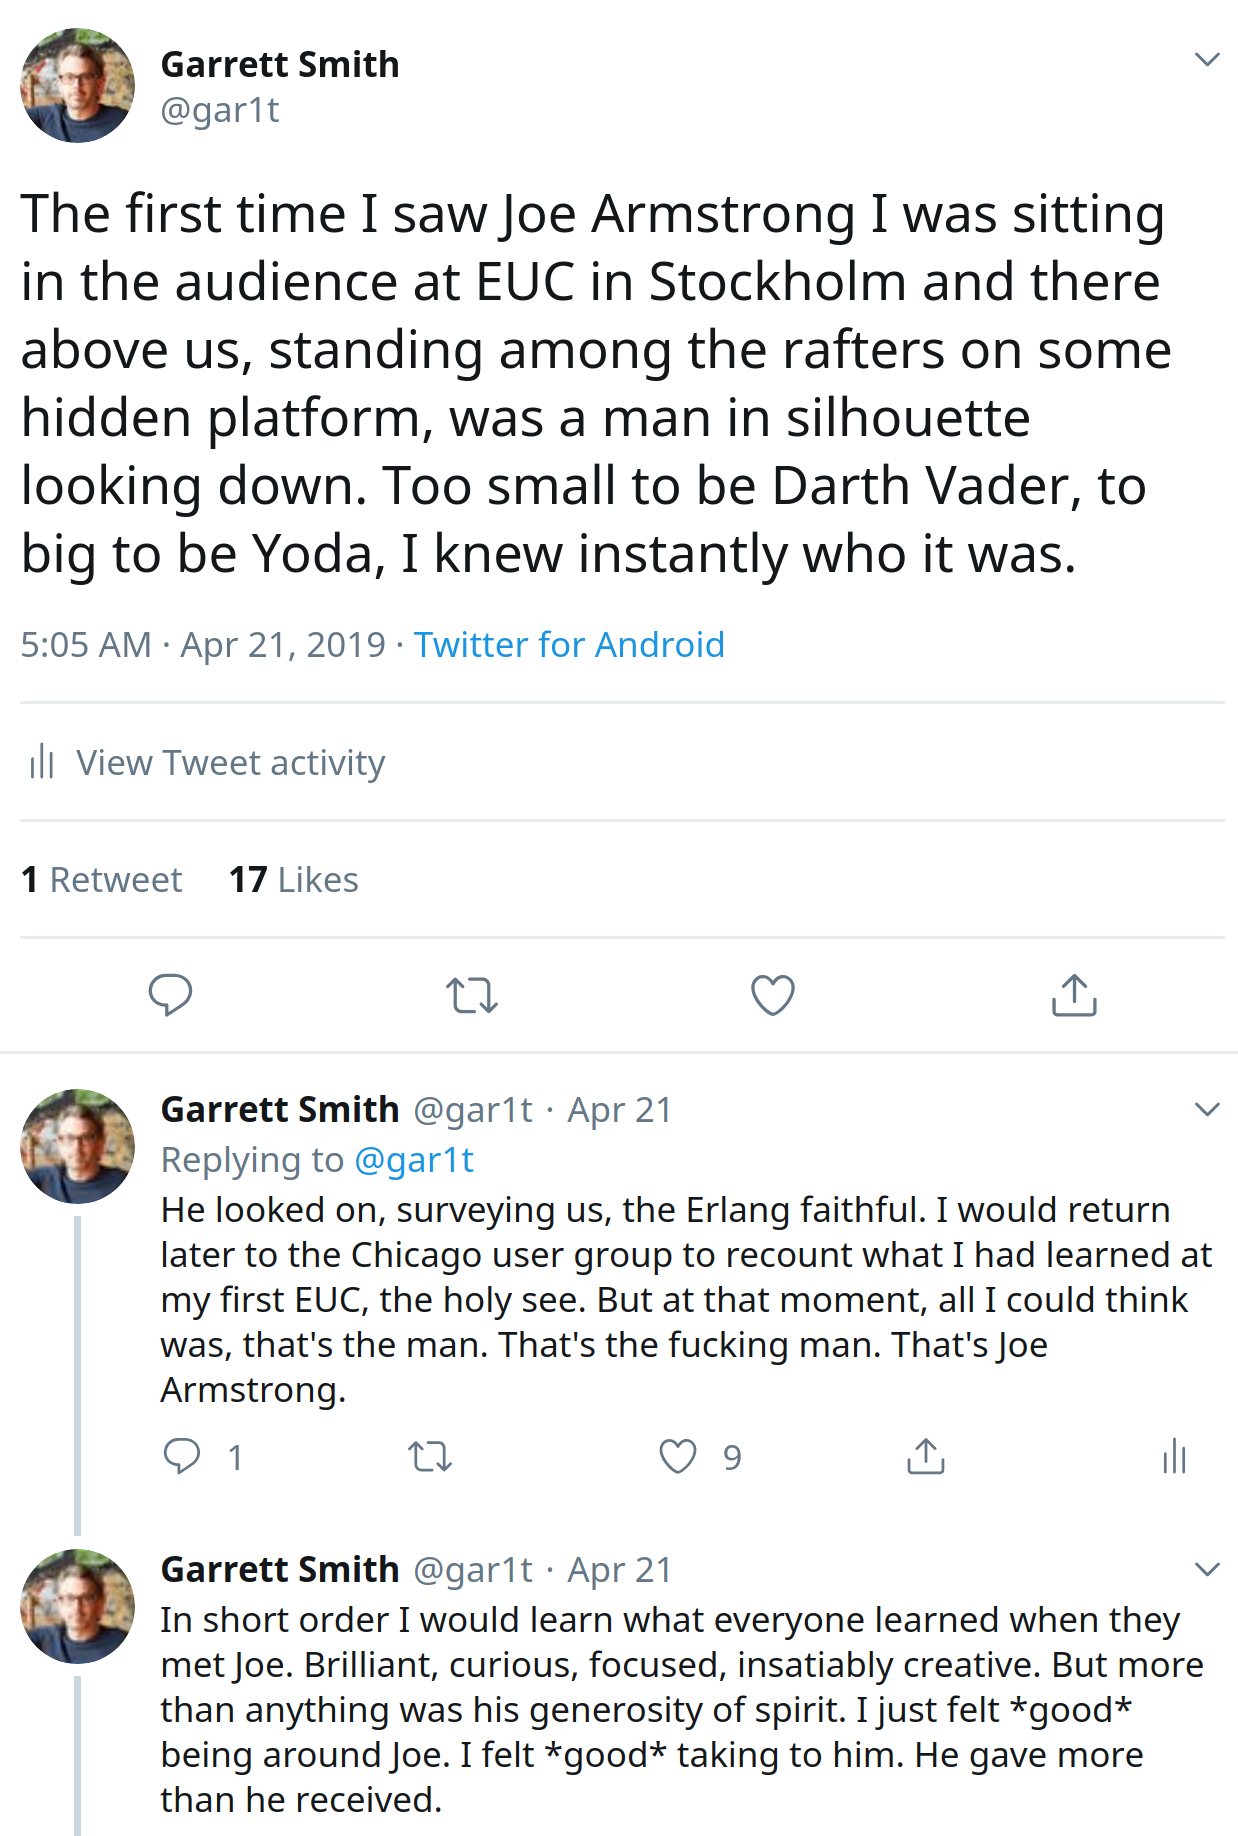 Garrett Smith
@gar1t
The first time I saw Joe Armstrong I was sitting
in the audience at EUC in Stockholm and there
above us, standing among the rafters on some
hidden platform, was a man in silhouette
looking down. Too small to be Darth Vader, to
big to be Yoda, I knew instantly who it was.
5:05 AM · Apr 21, 2019 · Twitter for Android
View Tweet activity
1 Retweet 17 Likes
Garrett Smith @gar1t · Apr 21
Replying to @gar1t
He looked on, surveying us, the Erlang faithful. I would return
later to the Chicago user group to recount what I had learned at
my first EUC, the holy see. But at that moment, all I could think
was, that's the man. That's the fucking man. That's Joe
Armstrong.
1 9
Garrett Smith @gar1t · Apr 21
In short order I would learn what everyone learned when they
met Joe. Brilliant, curious, focused, insatiably creative. But more
than anything was his generosity of spirit. I just felt *good*
being around Joe. I felt *good* taking to him. He gave more
than he received.